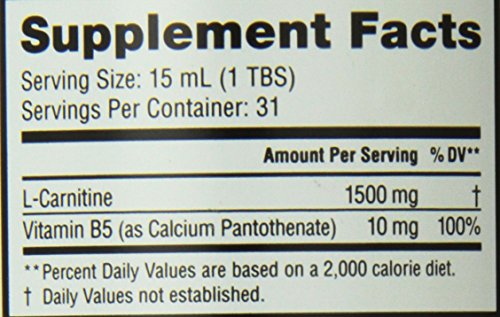 Supplement Facts
Serving Size: 15 mL (1 TBS)
Servings Per Container: 31
Amount Per Serving % DV**
L-Carnitine 1500 mg †
Vitamin B5 (as Calcium Pantothenate) 10 mg 100%
**Percent Daily Values are based on a 2,000 calorie diet.
† Daily Values not established.